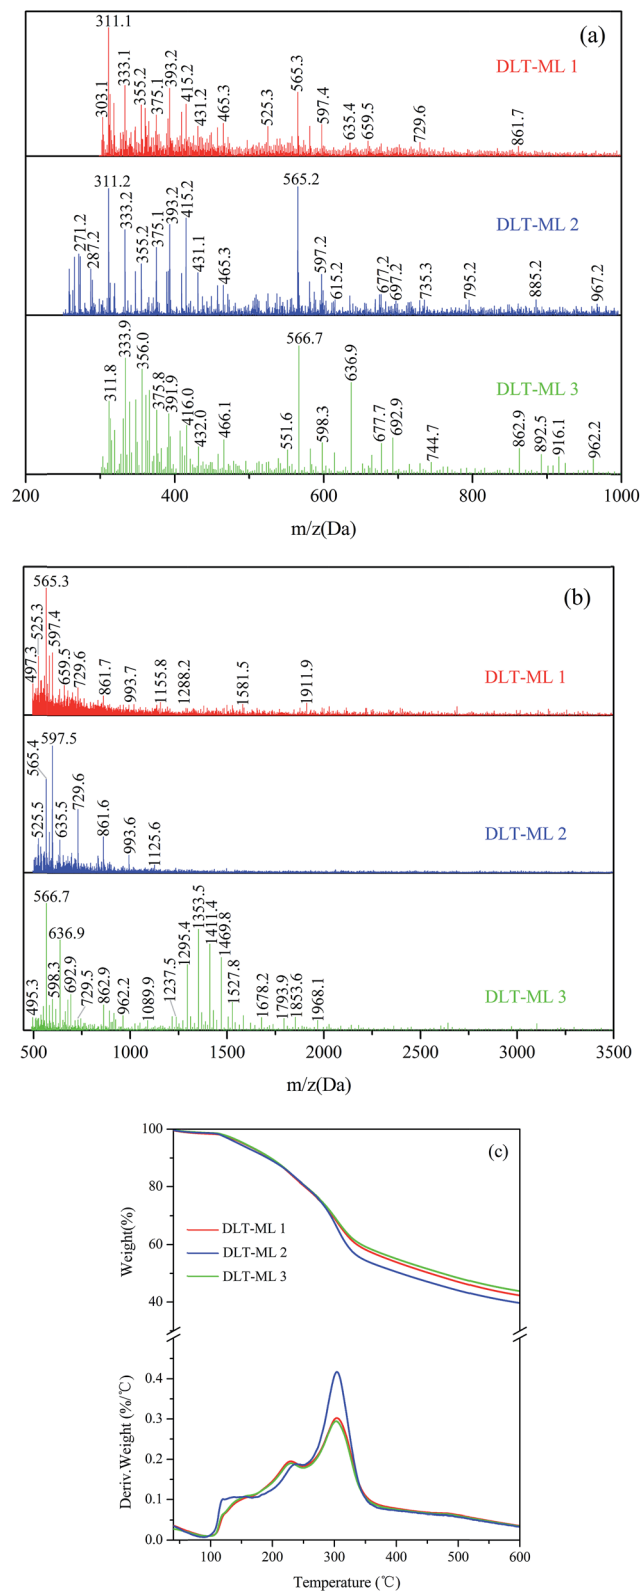 (a)
DLT-ML 1
303.1 311.1 333.1 355.2 375.1 393.2 415.2 431.2 465.3 525.3 565.3 597.4 635.4 659.5 729.6 861.7
DLT-ML 2
271.2 287.2 311.2 333.2 355.2 375.1 393.2 415.2 431.1 465.3 565.2 597.2 615.2 677.2 697.2 735.3 795.2 885.2 967.2
DLT-ML 3
311.8 333.9 356.0 375.8 391.9 416.0 432.0 466.1 551.6 566.7 598.3 636.9 677.7 692.9 744.7 862.9 892.5 916.1 962.2
200 400 600 800 1000
m/z(Da)
(b)
DLT-ML 1
497.3 525.3 565.3 597.4 659.5 729.6 861.7 993.7 1155.8 1288.2 1581.5 1911.9
DLT-ML 2
525.5 565.4 597.5 635.5 729.6 861.6 993.6 1125.6
DLT-ML 3
495.3 566.7 598.3 636.9 692.9 729.5 862.9 962.2 1089.9 1237.5 1295.4 1353.5 1411.4 1469.8 1527.8 1678.2 1793.9 1853.6 1968.1
500 1000 1500 2000 2500 3000 3500
m/z(Da)
(c)
Weight(%)
100
80
60
40
DLT-ML 1
DLT-ML 2
DLT-ML 3
Deriv.Weight (%/℃)
0.4
0.3
0.2
0.1
0.0
100 200 300 400 500 600
Temperature (℃)